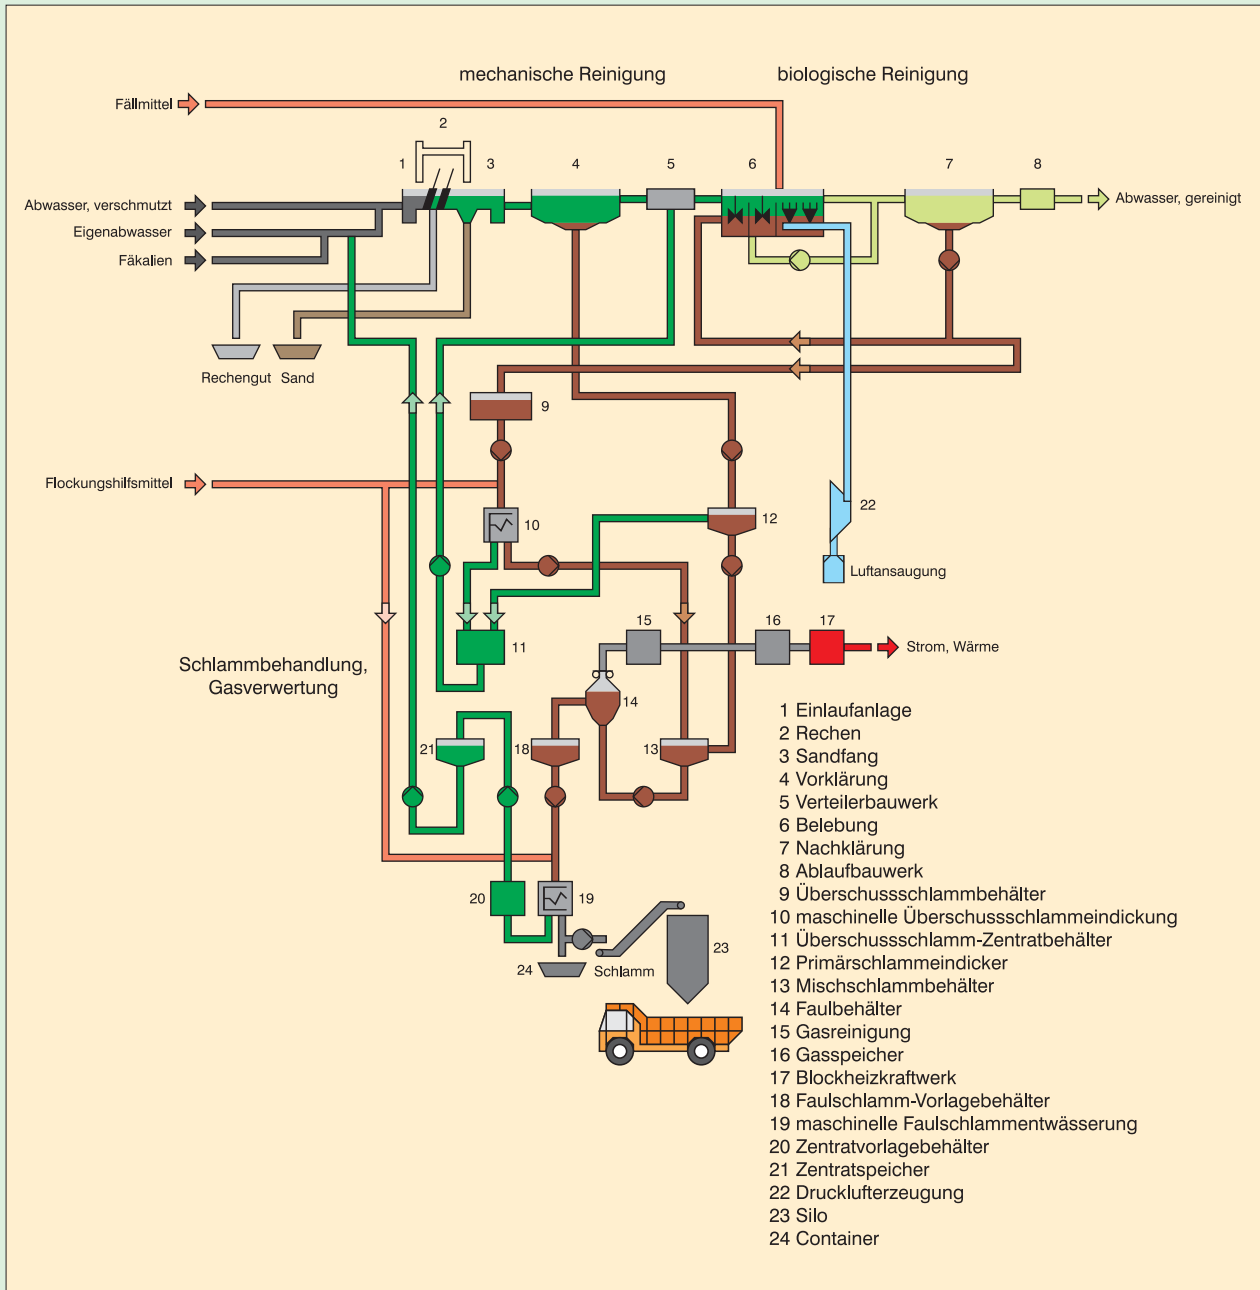 mechanische Reinigung
biologische Reinigung
Fällmittel
2
1
3
4
5
6
7
8
Abwasser, verschmutzt
Abwasser, gereinigt
Eigenabwasser
Fäkalien
Rechengut
Sand
9
Flockungshilfsmittel
10
12
22
Luftansaugung
11
15
16
17
Strom, Wärme
Schlammbehandlung,
Gasverwertung
14
21
18
13
20
19
24
Schlamm
23
1 Einlaufanlage
2 Rechen
3 Sandfang
4 Vorklärung
5 Verteilerbauwerk
6 Belebung
7 Nachklärung
8 Ablaufbauwerk
9 Überschussschlammbehälter
10 maschinelle Überschussschlammeindickung
11 Überschussschlamm-Zentratbehälter
12 Primärschlammeindicker
13 Mischschlammbehälter
14 Faulbehälter
15 Gasreinigung
16 Gasspeicher
17 Blockheizkraftwerk
18 Faulschlamm-Vorlagebehälter
19 maschinelle Faulschlammentwässerung
20 Zentratvorlagebehälter
21 Zentratspeicher
22 Drucklufterzeugung
23 Silo
24 Container